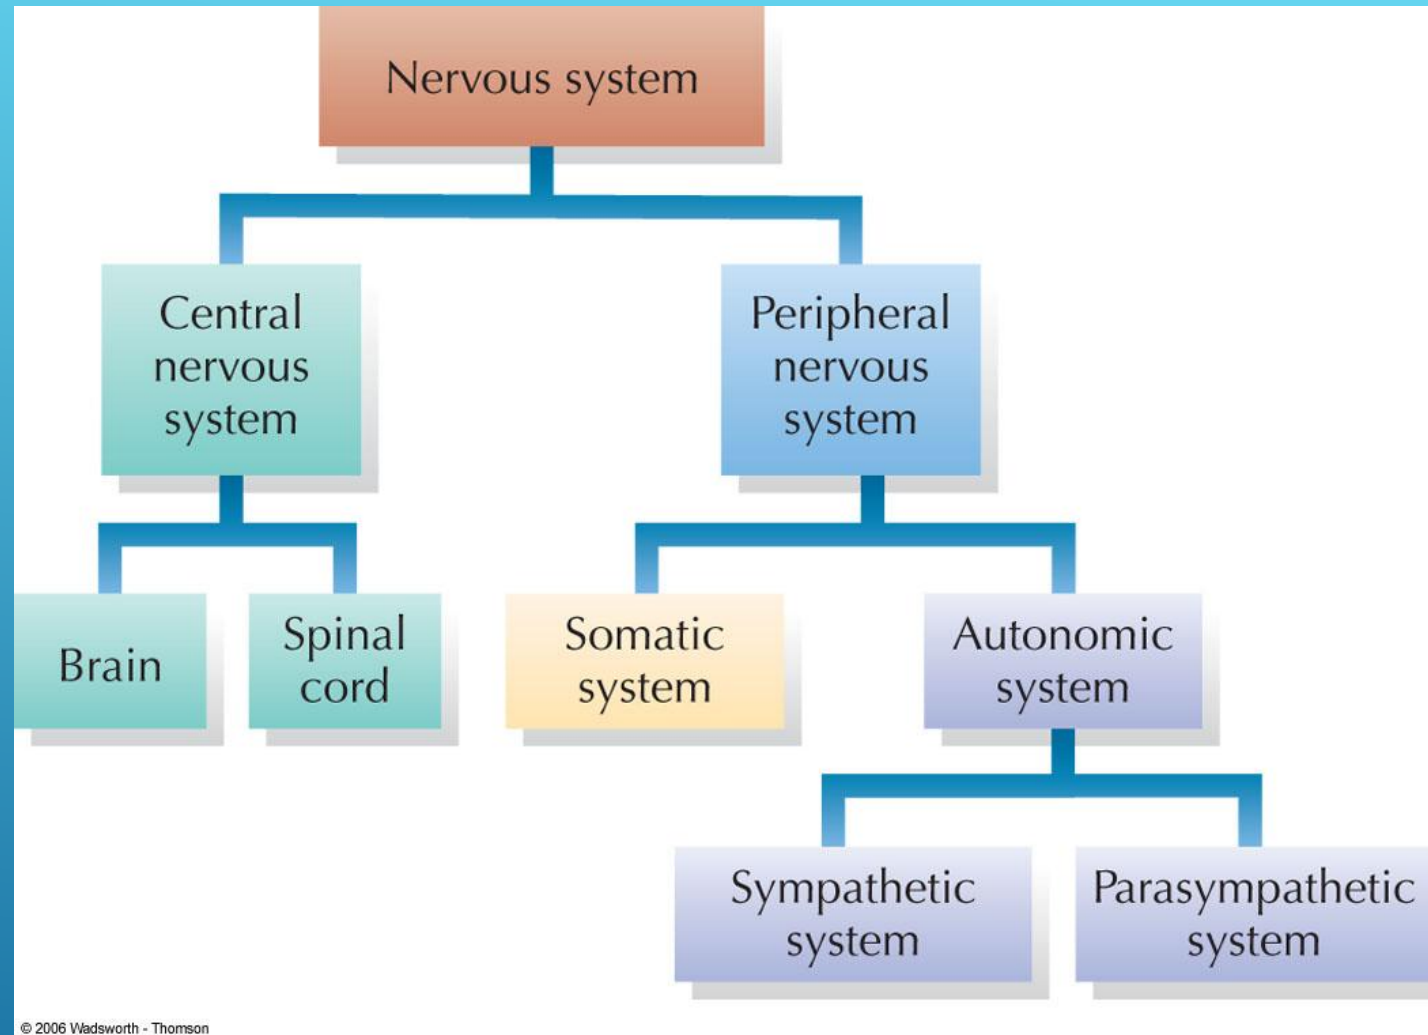 Nervous system
Central
nervous
system
Peripheral
nervous
system
Brain
Spinal
cord
Somatic
system
Autonomic
system
Sympathetic
system
Parasympathetic
system
© 2006 Wadsworth - Thomson